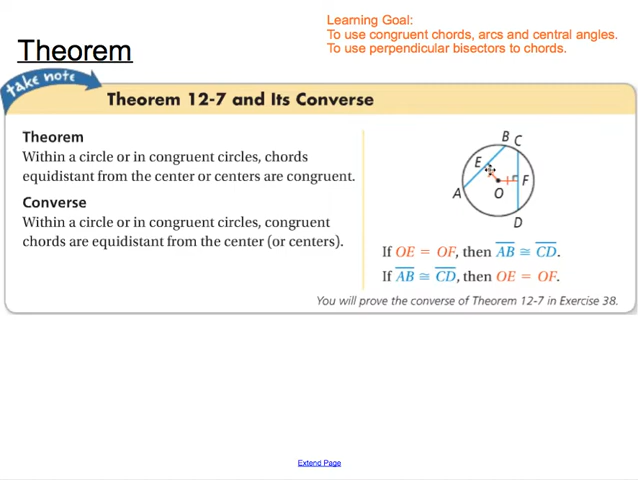 Learning Goal:
To use congruent chords, arcs and central angles.
To use perpendicular bisectors to chords.
Theorem
take note
Theorem 12-7 and Its Converse
Theorem
Within a circle or in congruent circles, chords
equidistant from the center or centers are congruent.
Converse
Within a circle or in congruent circles, congruent
chords are equidistant from the center (or centers).
B C
E
A
O
F
D
If OE = OF, then A̅B̅ ≅ C̅D̅.
If A̅B̅ ≅ C̅D̅, then OE = OF.
You will prove the converse of Theorem 12-7 in Exercise 38.
Extend Page